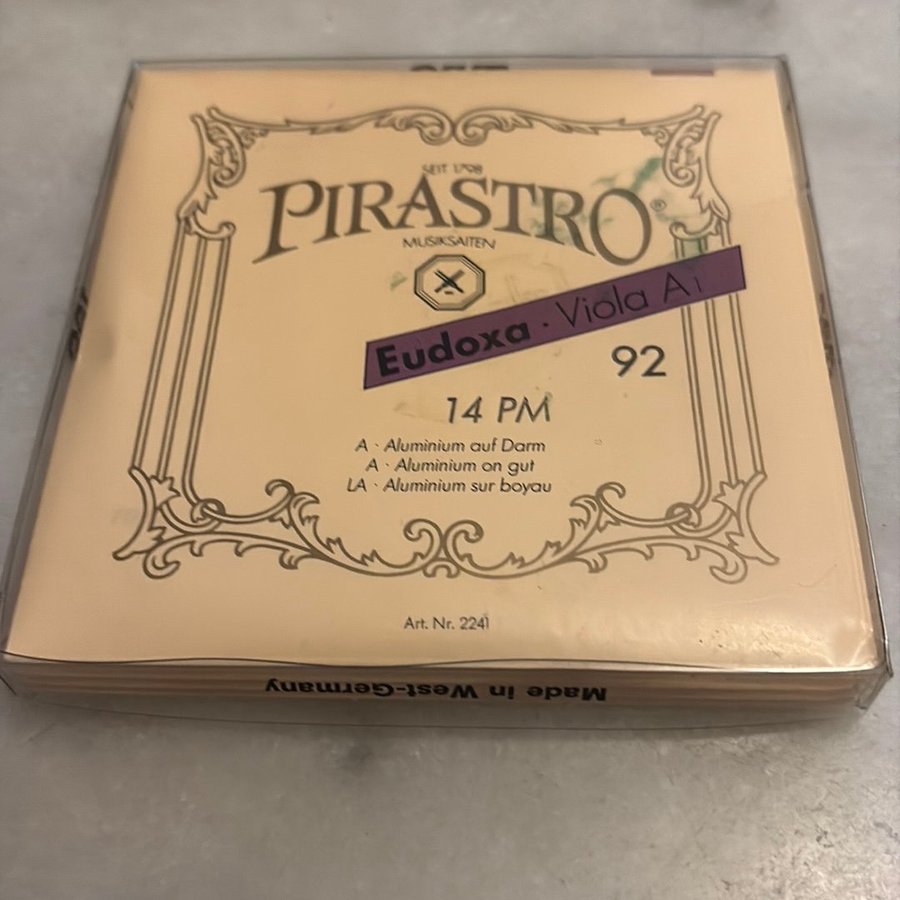 SEIT 1798
PIRASTRO®
MUSIKSAITEN
Eudoxa · Viola A1
92
14 PM
A · Aluminium auf Darm
A · Aluminium on gut
LA · Aluminium sur boyau
Art. Nr. 2241
Made in West-Germany